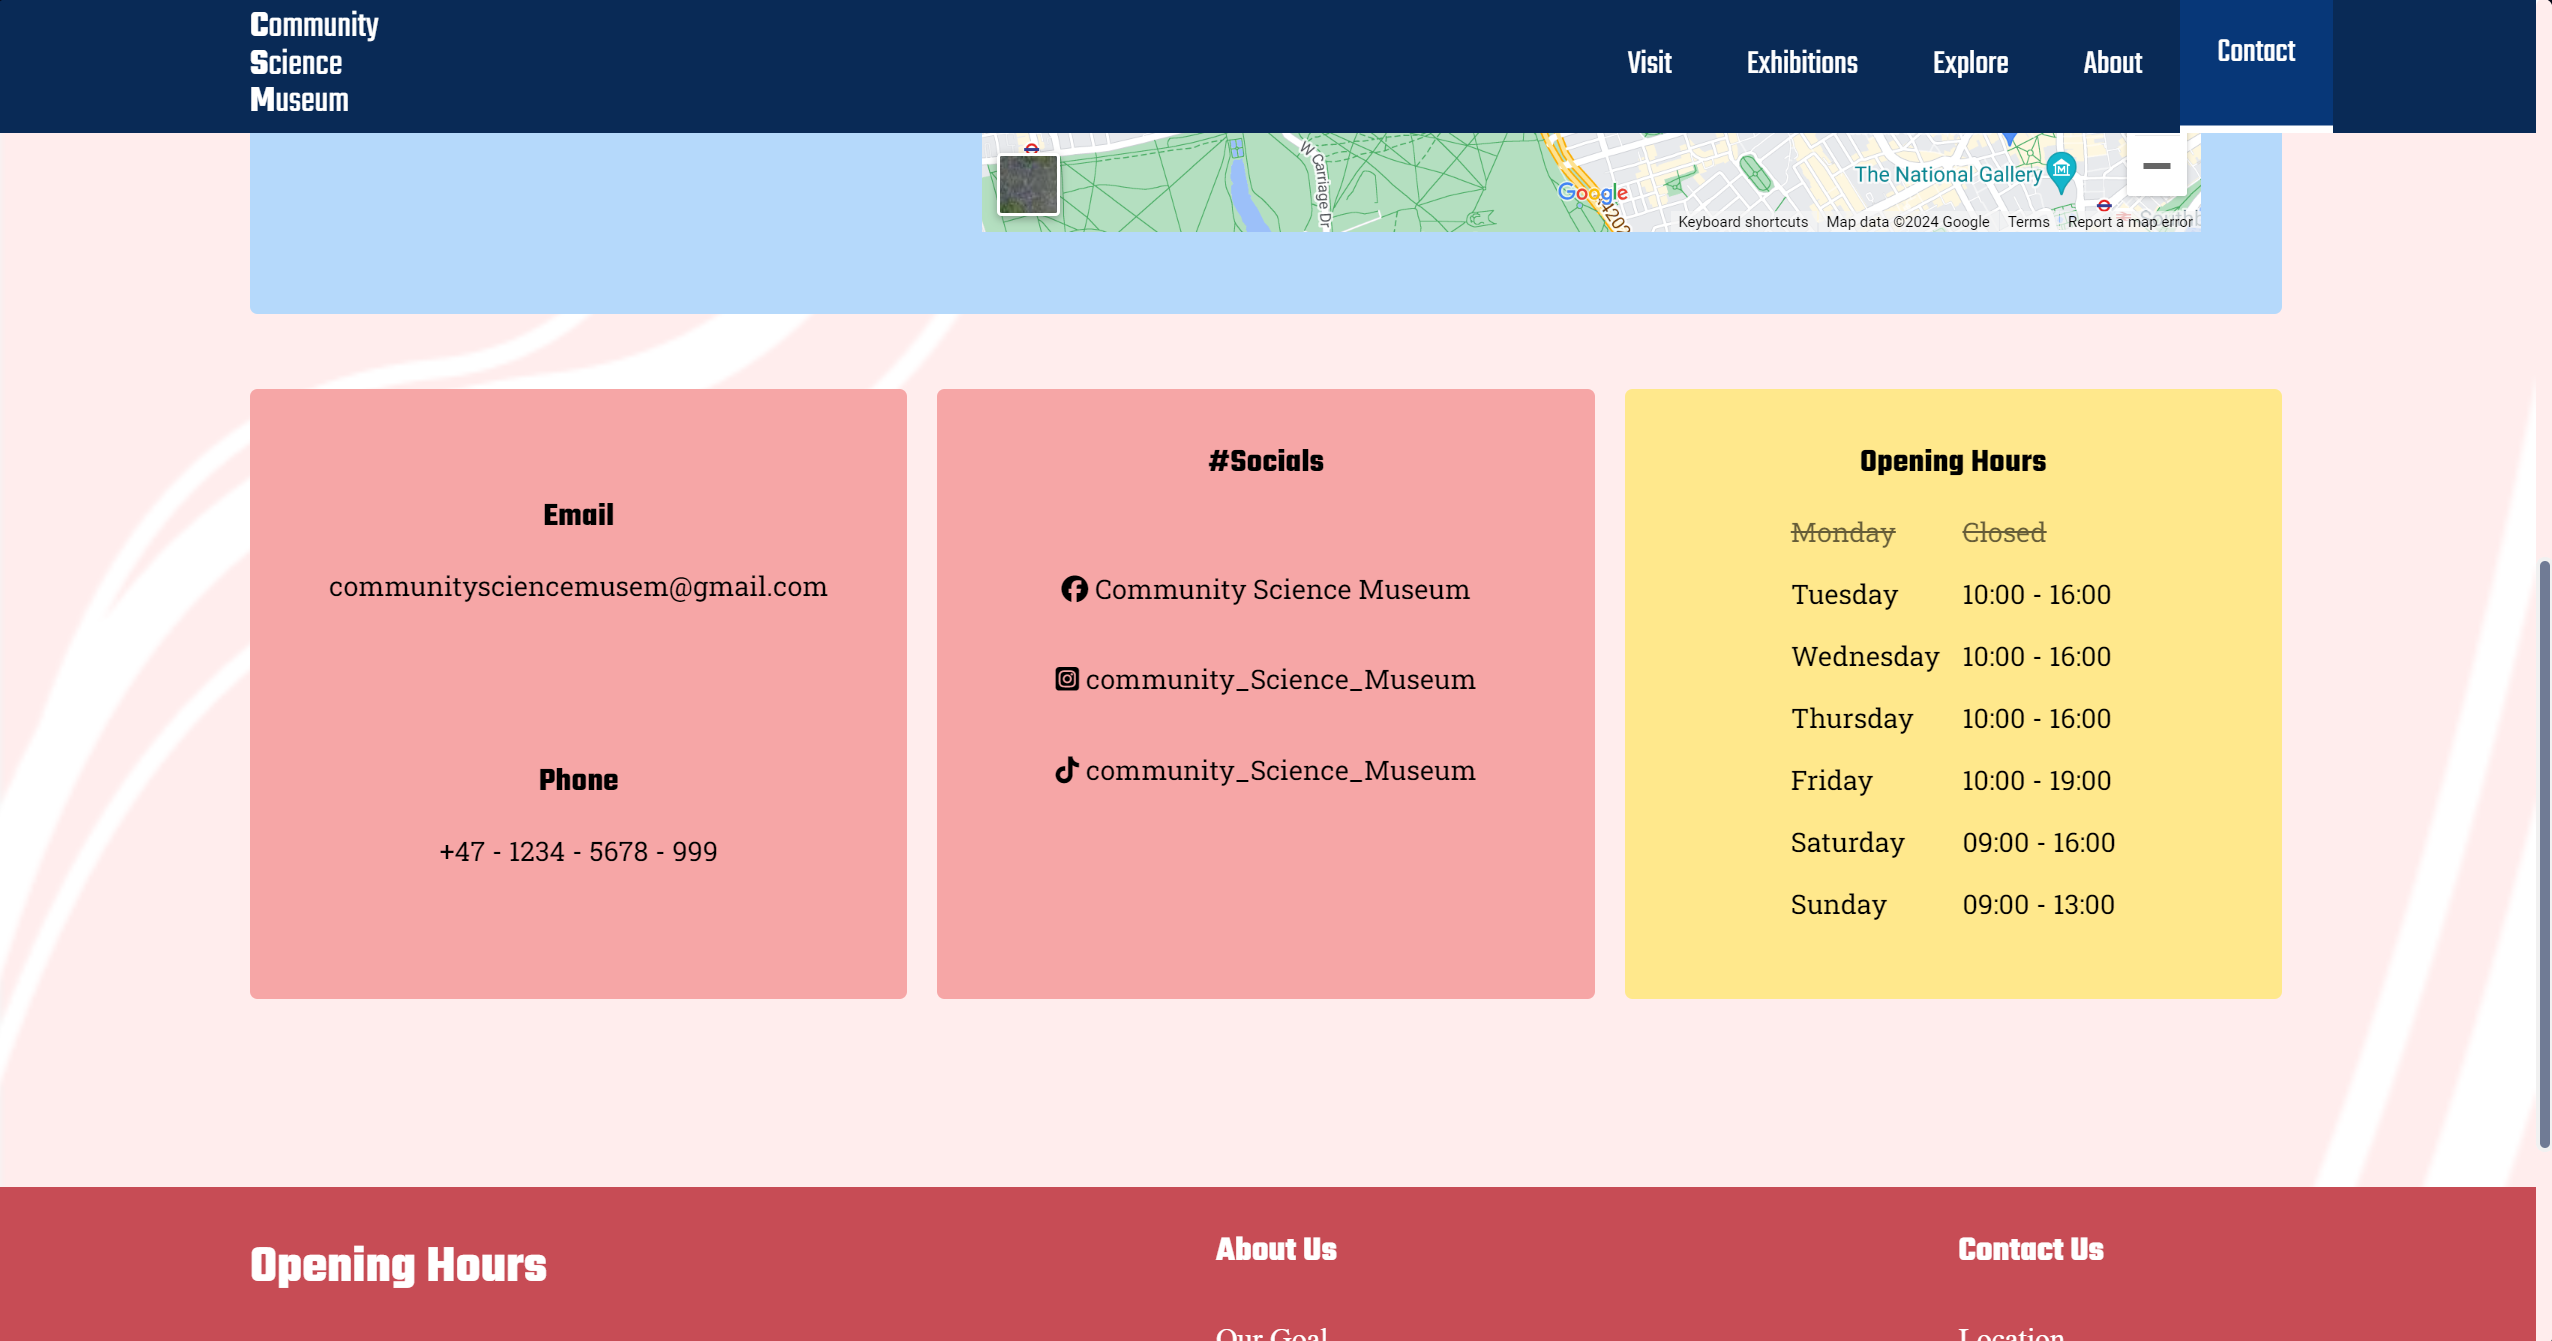 Community
Science
Museum
Visit
Exhibitions
Explore
About
Contact
W Carriage Dr
Google
4202
The National Gallery
Keyboard shortcuts
Map data ©2024 Google
Terms
Report a map error
Email
communitysciencemusem@gmail.com
Phone
+47 - 1234 - 5678 - 999
#Socials
Community Science Museum
community_Science_Museum
community_Science_Museum
Opening Hours
Monday Closed
Tuesday 10:00 - 16:00
Wednesday 10:00 - 16:00
Thursday 10:00 - 16:00
Friday 10:00 - 19:00
Saturday 09:00 - 16:00
Sunday 09:00 - 13:00
Opening Hours
About Us
Our Goal
Contact Us
Location